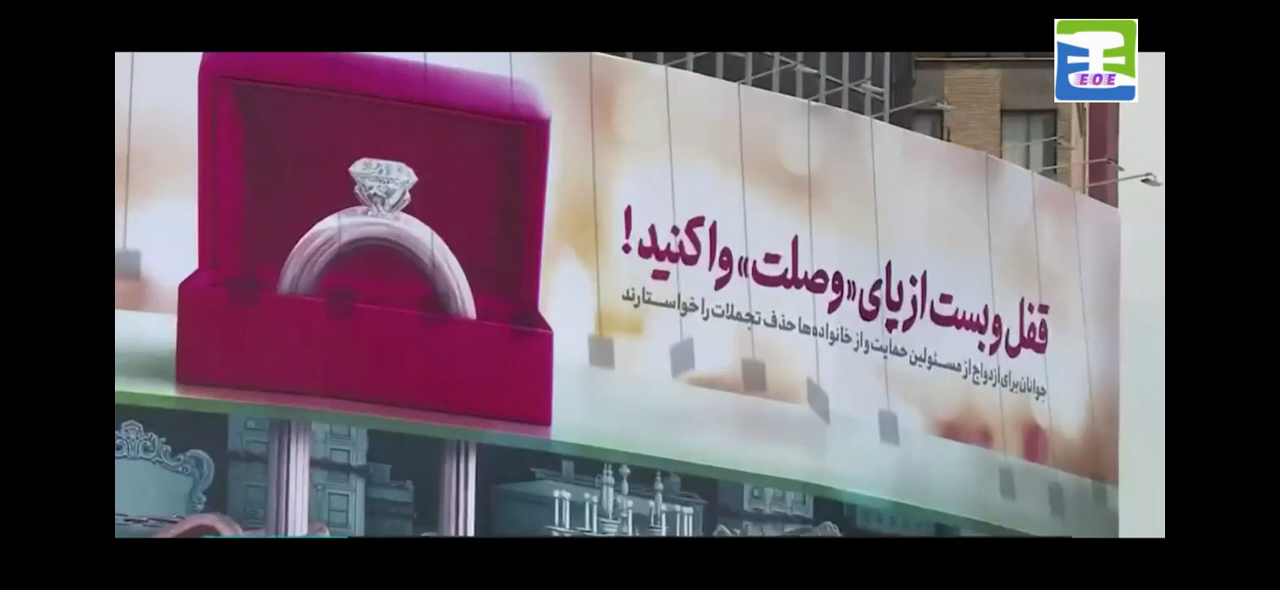 EOE
قفل و بست از پای «وصلت» وا کنید!
جوانان برای ازدواج از مسئولین حمایت و از خانواده‌ها حذف تجملات را خواستارند